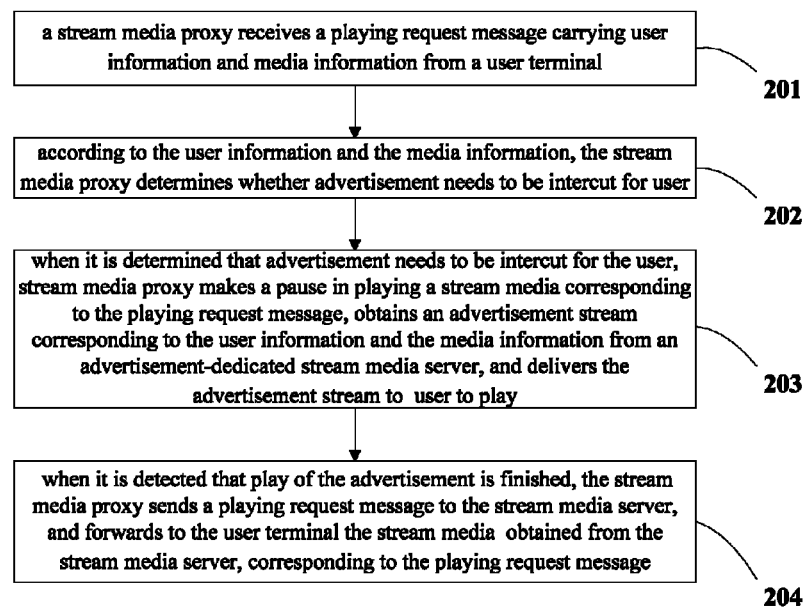 a stream media proxy receives a playing request message carrying user
information and media information from a user terminal
201
according to the user information and the media information, the stream
media proxy determines whether advertisement needs to be intercut for user
202
when it is determined that advertisement needs to be intercut for the user,
stream media proxy makes a pause in playing a stream media corresponding
to the playing request message, obtains an advertisement stream
corresponding to the user information and the media information from an
advertisement-dedicated stream media server, and delivers the
advertisement stream to user to play
203
when it is detected that play of the advertisement is finished, the stream
media proxy sends a playing request message to the stream media server,
and forwards to the user terminal the stream media obtained from the
stream media server, corresponding to the playing request message
204